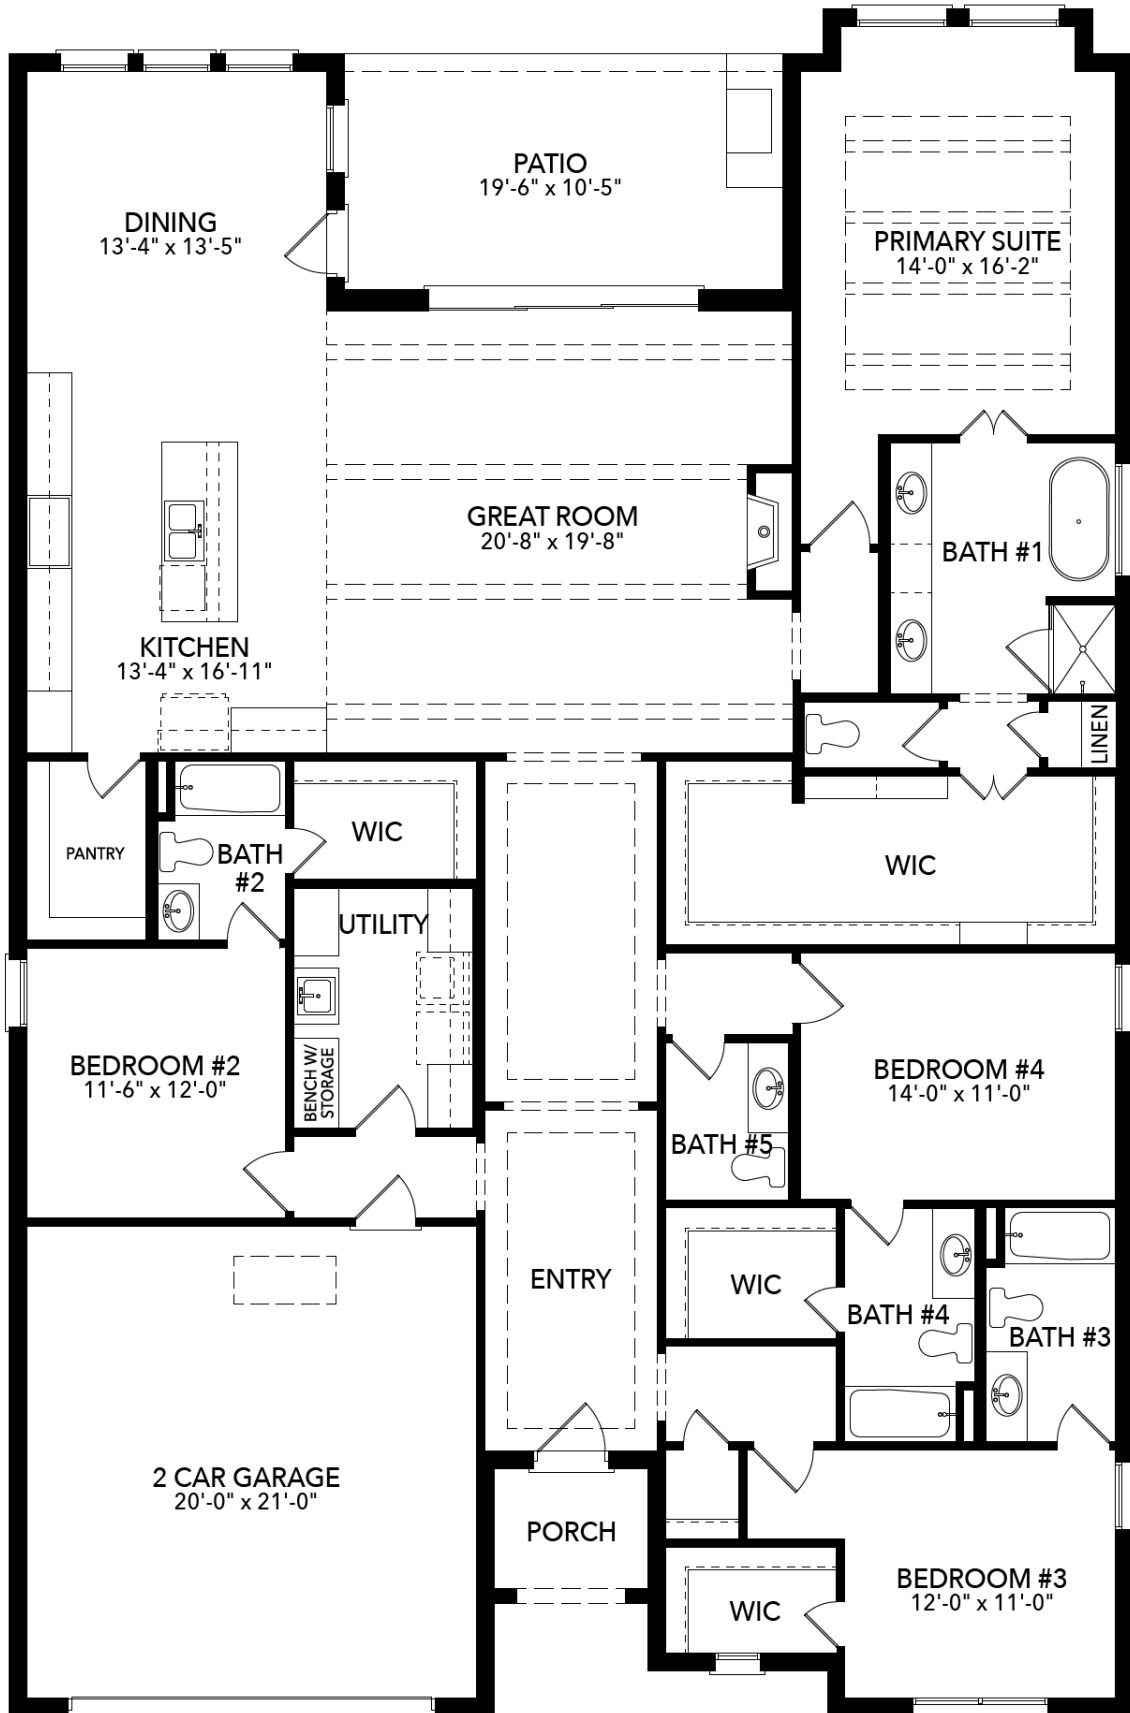 PATIO
19'-6" x 10'-5"
DINING
13'-4" x 13'-5"
PRIMARY SUITE
14'-0" x 16'-2"
GREAT ROOM
20'-8" x 19'-8"
BATH #1
KITCHEN
13'-4" x 16'-11"
LINEN
PANTRY
BATH
#2
WIC
WIC
UTILITY
BENCH W/
STORAGE
BEDROOM #2
11'-6" x 12'-0"
BEDROOM #4
14'-0" x 11'-0"
BATH #5
ENTRY
WIC
BATH #4
BATH #3
2 CAR GARAGE
20'-0" x 21'-0"
PORCH
BEDROOM #3
12'-0" x 11'-0"
WIC